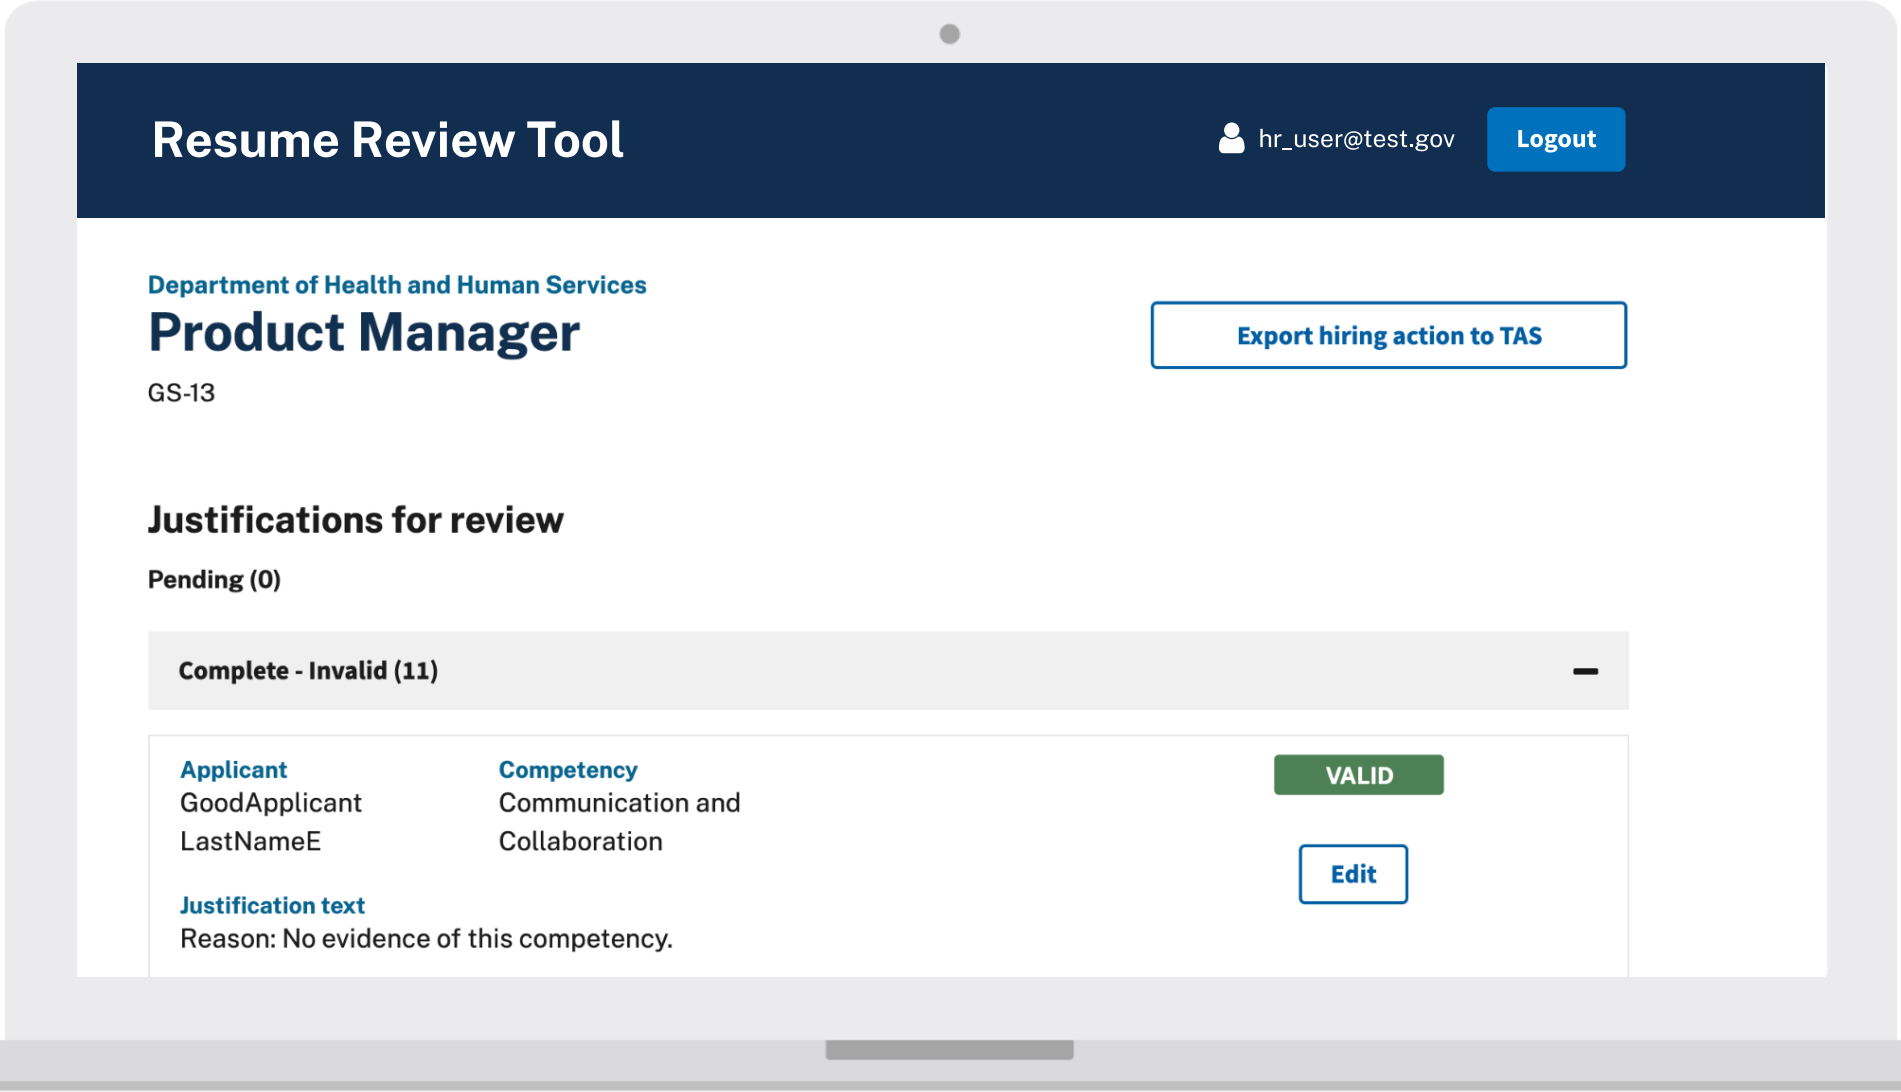 Resume Review Tool
hr_user@test.gov
Logout
Department of Health and Human Services
Product Manager
GS-13
Export hiring action to TAS
Justifications for review
Pending (0)
Complete - Invalid (11)
Applicant
GoodApplicant
LastNameE
Competency
Communication and
Collaboration
VALID
Edit
Justification text
Reason: No evidence of this competency.